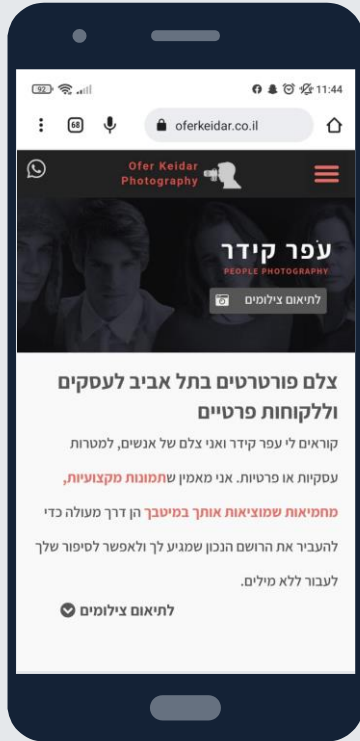 92 11:44
68 oferkeidar.co.il
Ofer Keidar
Photography
עפר קידר
PEOPLE PHOTOGRAPHY
לתיאום צילומים
צלם פורטרטים בתל אביב לעסקים
וללקוחות פרטיים
קוראים לי עפר קידר ואני צלם של אנשים, למטרות
עסקיות או פרטיות. אני מאמין שתמונות מקצועיות,
מחמיאות שמוציאות אותך במיטבך הן דרך מעולה כדי
להעביר את הרושם הנכון שמגיע לך ולאפשר לסיפור שלך
לעבור ללא מילים.
לתיאום צילומים